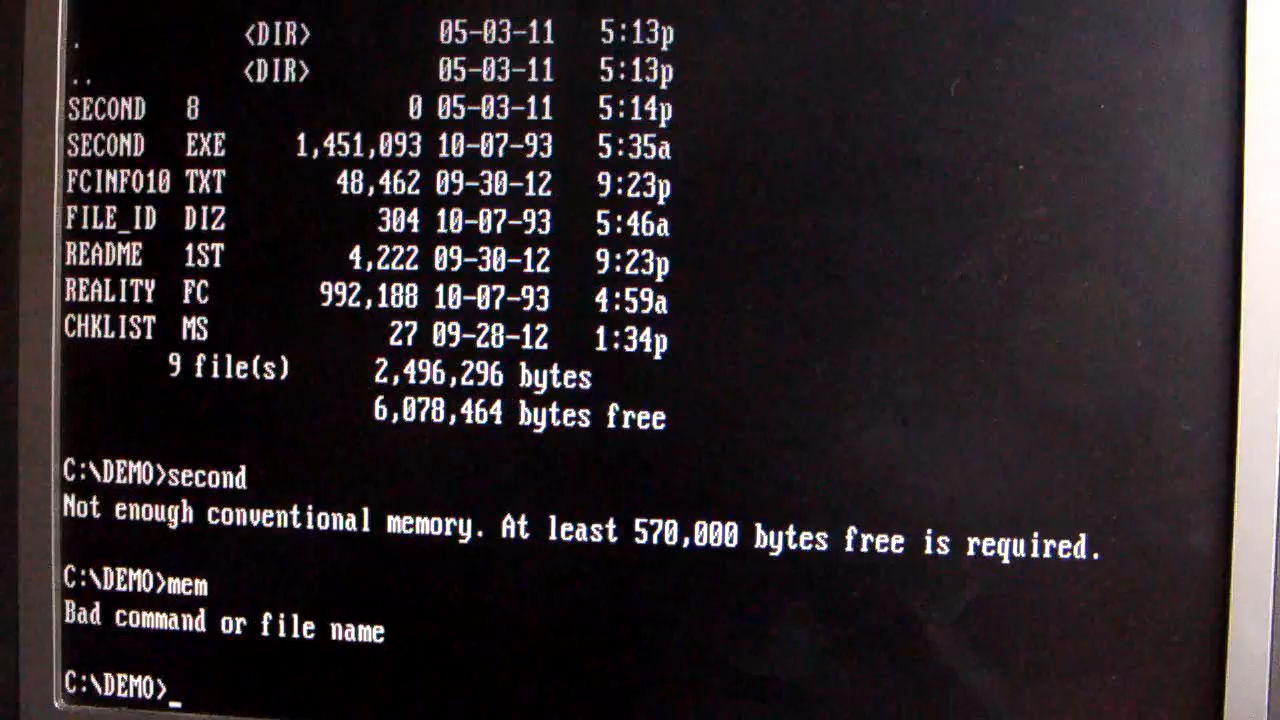 . <DIR> 05-03-11 5:13p
.. <DIR> 05-03-11 5:13p
SECOND 8 0 05-03-11 5:14p
SECOND EXE 1,451,093 10-07-93 5:35a
FCINFO10 TXT 48,462 09-30-12 9:23p
FILE_ID DIZ 304 10-07-93 5:46a
README 1ST 4,222 09-30-12 9:23p
REALITY FC 992,188 10-07-93 4:59a
CHKLIST MS 27 09-28-12 1:34p
9 file(s) 2,496,296 bytes
6,078,464 bytes free
C:\DEMO>second
Not enough conventional memory. At least 570,000 bytes free is required.
C:\DEMO>mem
Bad command or file name
C:\DEMO>_